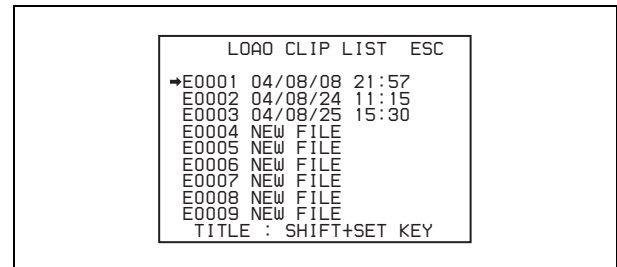 LOAD CLIP LIST ESC
➡E0001 04/08/08 21:57
E0002 04/08/24 11:15
E0003 04/08/25 15:30
E0004 NEW FILE
E0005 NEW FILE
E0006 NEW FILE
E0007 NEW FILE
E0008 NEW FILE
E0009 NEW FILE
TITLE : SHIFT+SET KEY